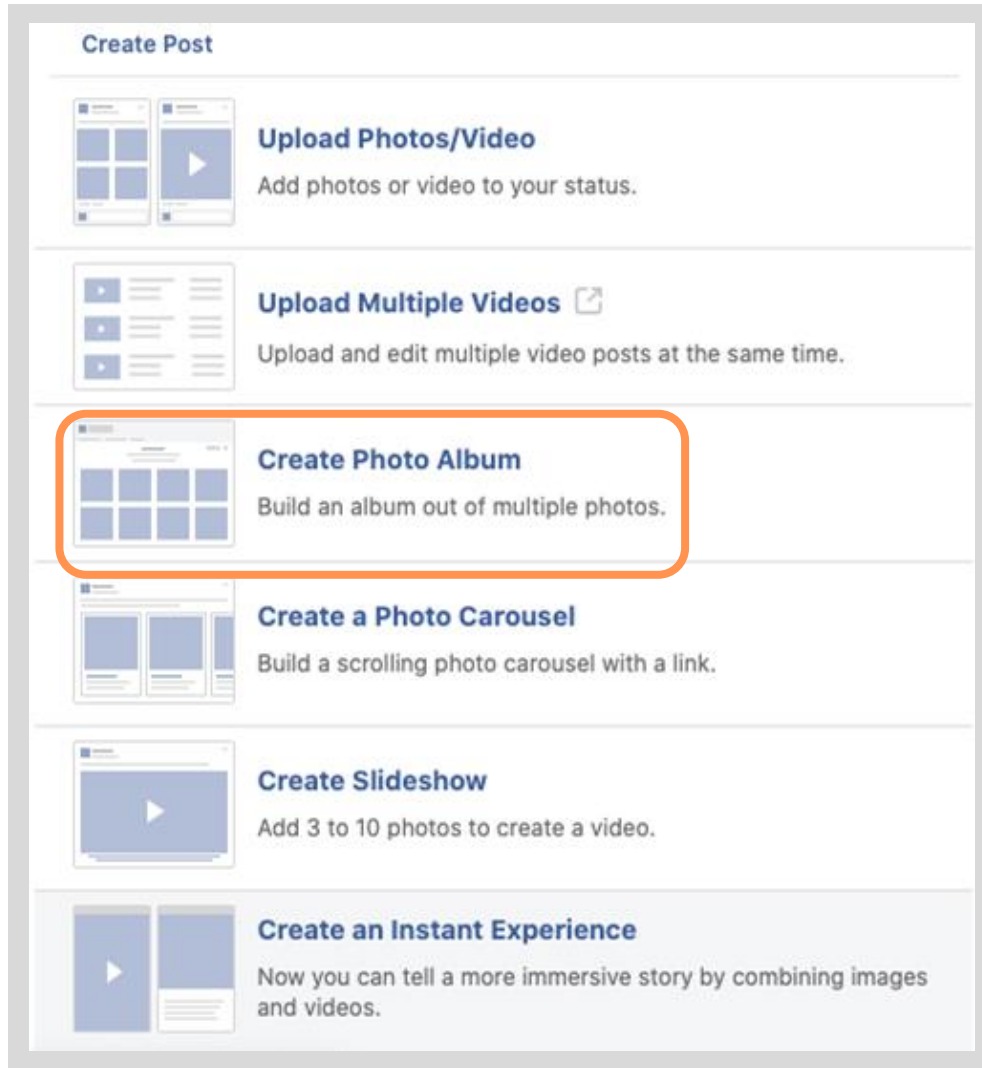 Create Post
Upload Photos/Video
Add photos or video to your status.
Upload Multiple Videos
Upload and edit multiple video posts at the same time.
Create Photo Album
Build an album out of multiple photos.
Create a Photo Carousel
Build a scrolling photo carousel with a link.
Create Slideshow
Add 3 to 10 photos to create a video.
Create an Instant Experience
Now you can tell a more immersive story by combining images
and videos.